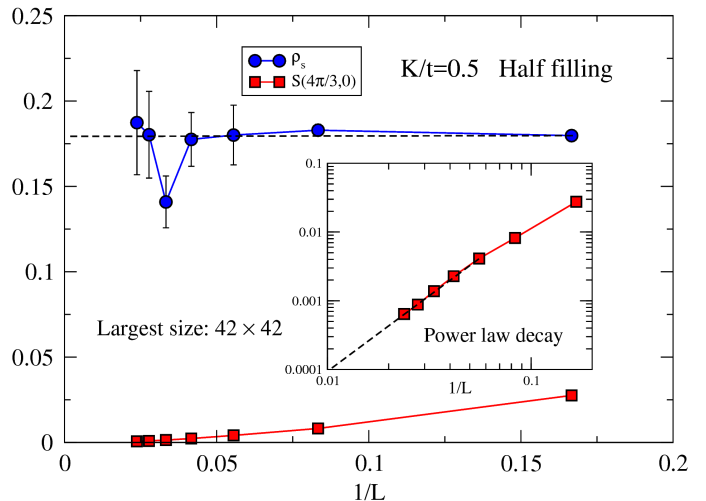 0.25
0.2
0.15
0.1
0.05
0
0
0.05
0.1
0.15
0.2
1/L
ρs
S(4π/3,0)
K/t=0.5 Half filling
Largest size: 42 × 42
0.1
0.01
0.001
0.0001
0.01
0.1
1/L
Power law decay